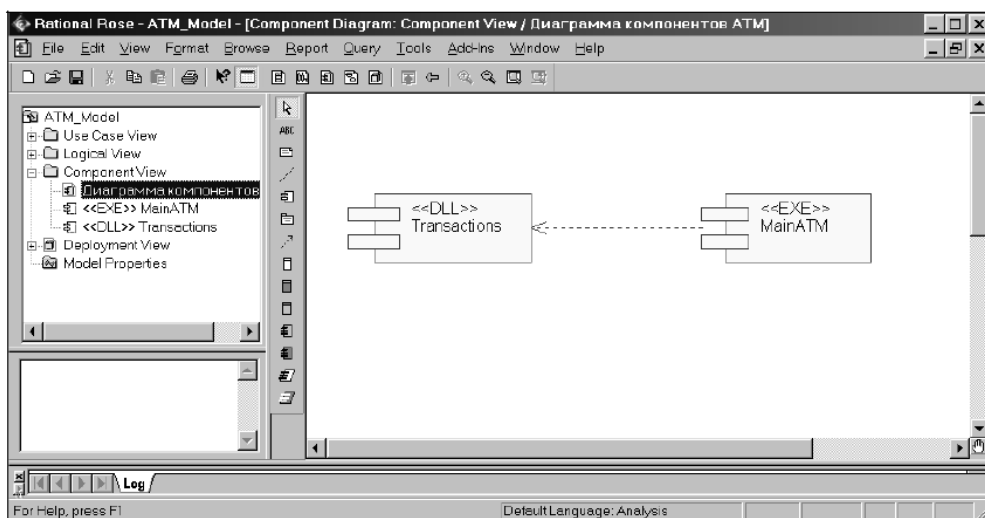 Rational Rose - ATM_Model - [Component Diagram: Component View / Диаграмма компонентов ATM]
File Edit View Format Browse Report Query Tools Add-Ins Window Help
ATM_Model
Use Case View
Logical View
Component View
Диаграмма компонентов
<<EXE>> MainATM
<<DLL>> Transactions
Deployment View
Model Properties
ABC
<<DLL>>
Transactions
<<EXE>>
MainATM
Log
For Help, press F1
Default Language: Analysis